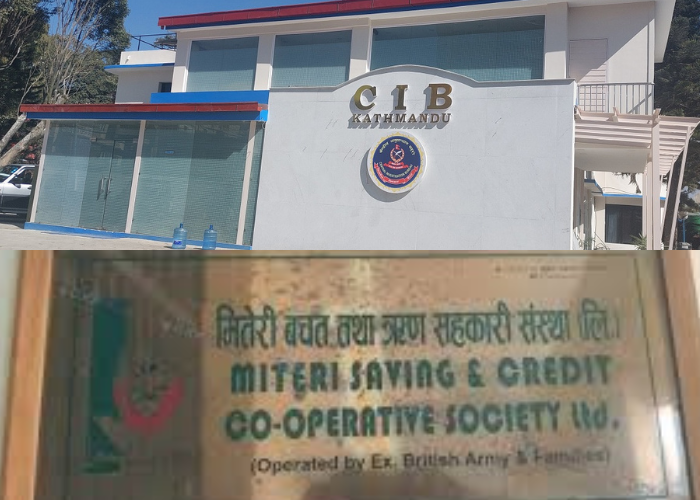 CIB
KATHMANDU
मितेरी बचत तथा ऋण सहकारी संस्था (लि.)
MITERI SAVING & CREDIT
CO-OPERATIVE SOCIETY Ltd.
(Operated by Ex. British Army & Families)